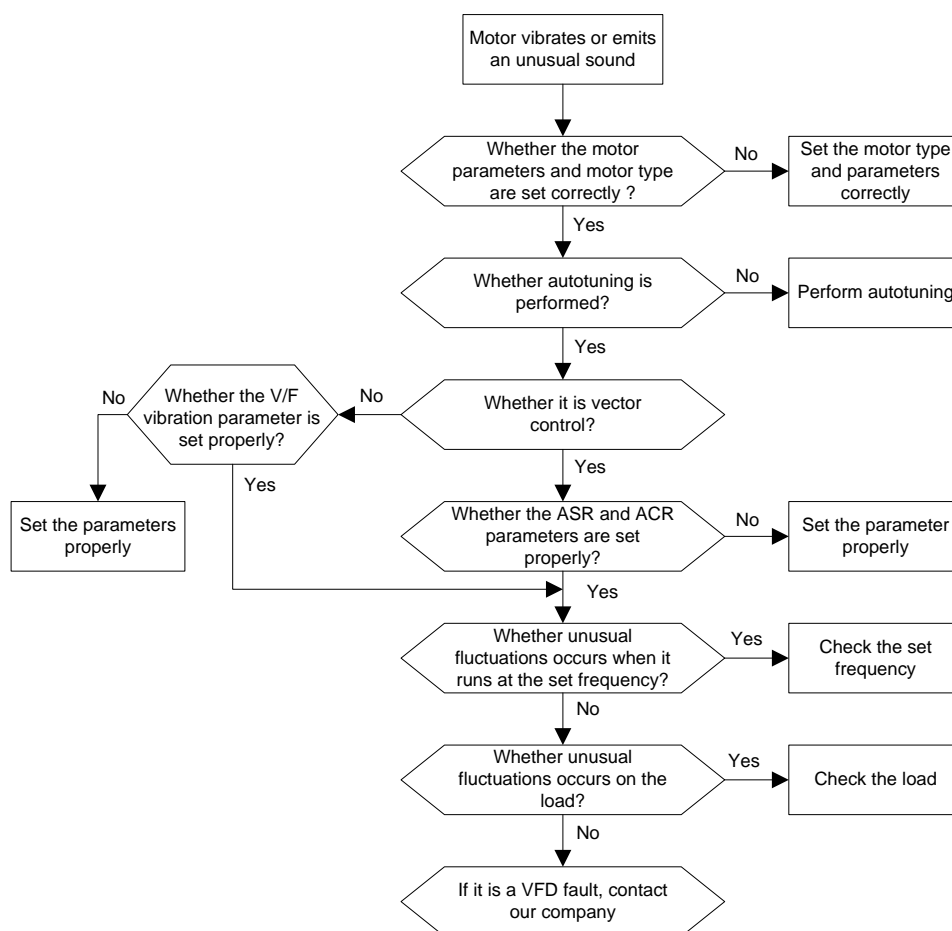 Motor vibrates or emits
an unusual sound
Whether the motor
parameters and motor type
are set correctly ?
No
Set the motor type
and parameters
correctly
Yes
Whether autotuning is
performed?
No
Perform autotuning
Yes
Whether it is vector
control?
No
Whether the V/F
vibration parameter is
set properly?
No
Set the parameters
properly
Yes
Yes
Whether the ASR and ACR
parameters are set
properly?
No
Set the parameter
properly
Yes
Whether unusual
fluctuations occurs when it
runs at the set frequency?
Yes
Check the set
frequency
No
Whether unusual
fluctuations occurs on the
load?
Yes
Check the load
No
If it is a VFD fault, contact
our company